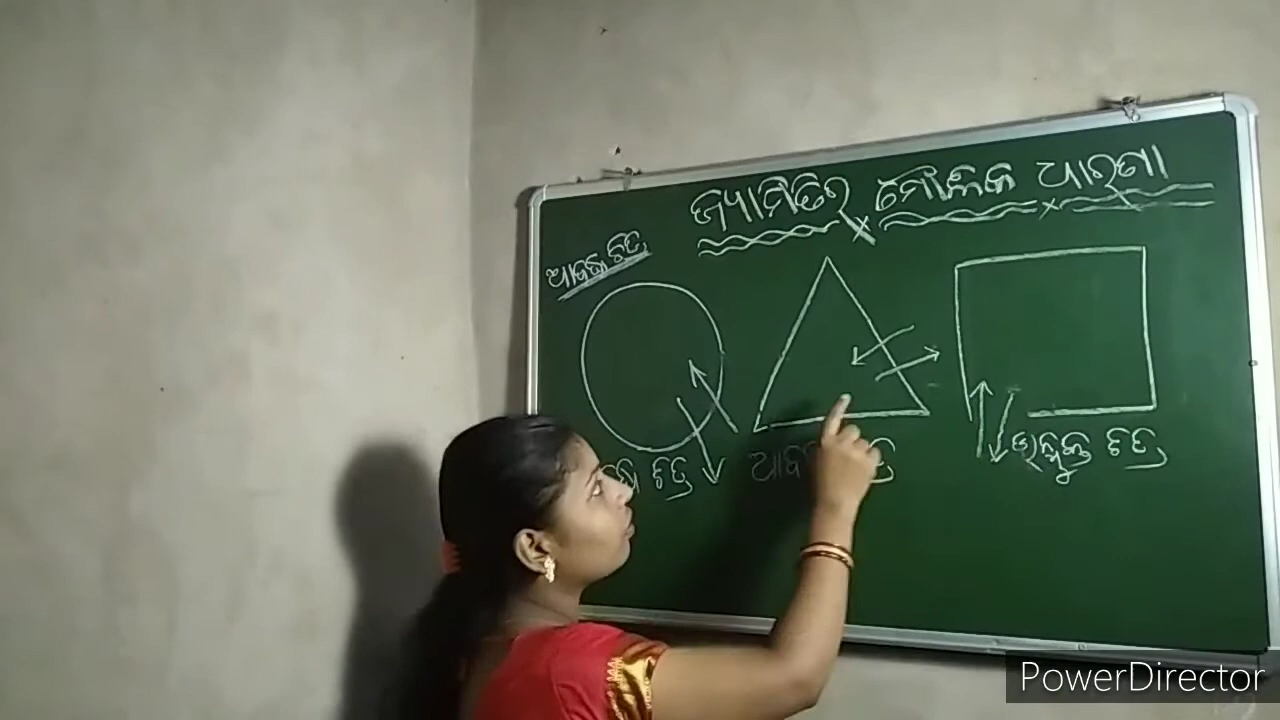 ଜ୍ୟାମିତିର ମୌଳିକ ଧାରଣା
ଆବଦ୍ଧ ଚିତ୍ର
ଚିତ୍ର
ଉନ୍ମୁକ୍ତ ଚିତ୍ର
PowerDirector